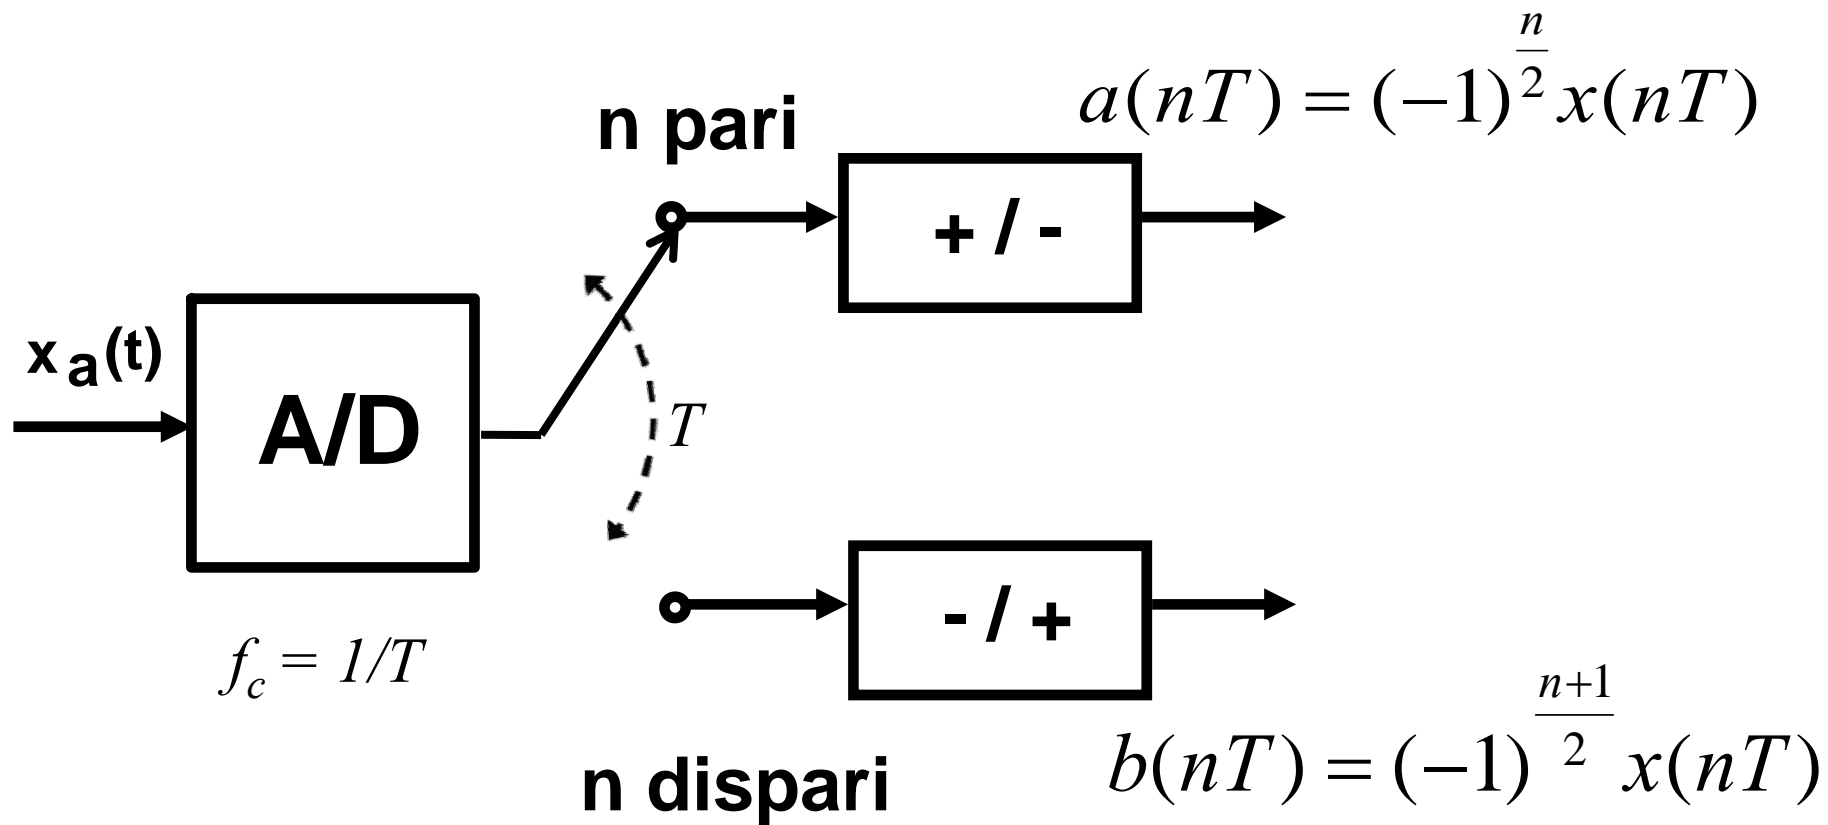 a(nT) = (−1)^{n/2} x(nT)
n pari
+ / -
x a(t)
A/D
T
- / +
f_c = 1/T
b(nT) = (−1)^{(n+1)/2} x(nT)
n dispari